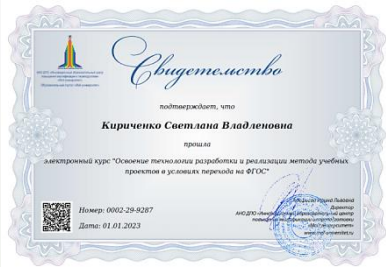 Свидетельство
подтверждает, что
Кириченко Светлана Владленовна
прошла
электронный курс "Освоение технологии разработки и реализации метода учебных
проектов в условиях перехода на ФГОС"
Номер: 0002-29-9287
Дата: 01.01.2023
Директор